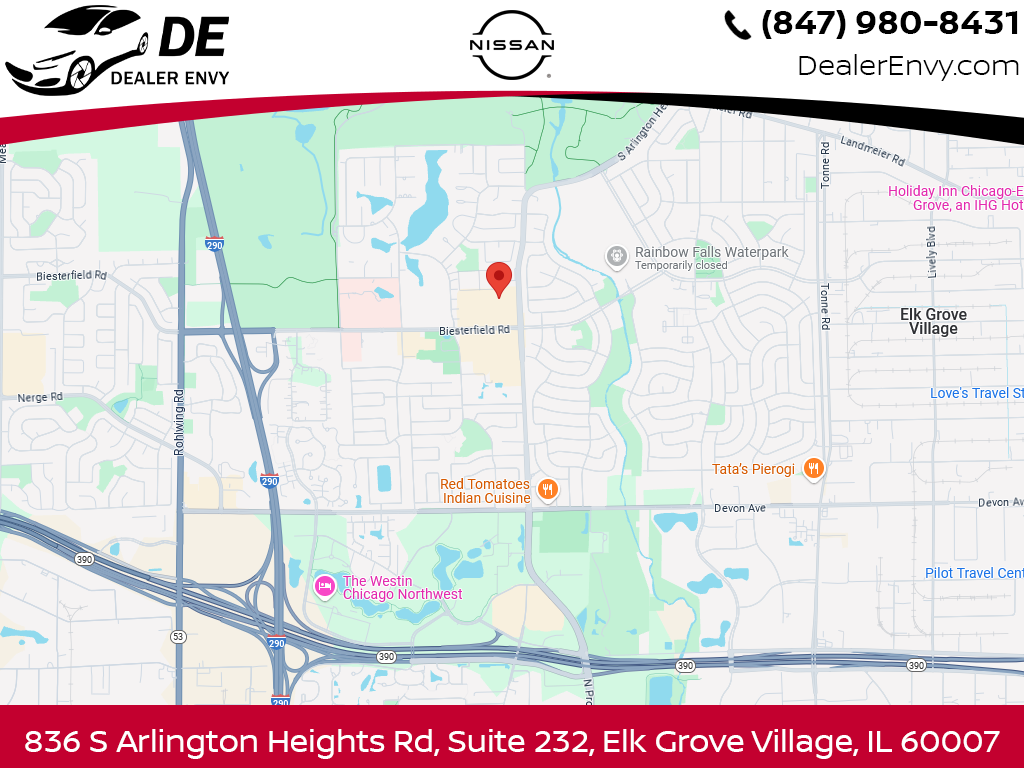 DE
DEALER ENVY
NISSAN
(847) 980-8431
DealerEnvy.com
S Arlington He
Landmeier Rd
Tonne Rd
Holiday Inn Chicago-E
Grove, an IHG Hot
Lively Blvd
290
Rainbow Falls Waterpark
Temporarily closed
Biesterfield Rd
Tonne Rd
Elk Grove
Village
Biesterfield Rd
Love's Travel St
Nerge Rd
Rohlwing Rd
Tata's Pierogi
290
Red Tomatoes
Indian Cuisine
Devon Ave
Devon Av
390
The Westin
Chicago Northwest
Pilot Travel Cent
53
290
390
390
390
N Pro
290
836 S Arlington Heights Rd, Suite 232, Elk Grove Village, IL 60007